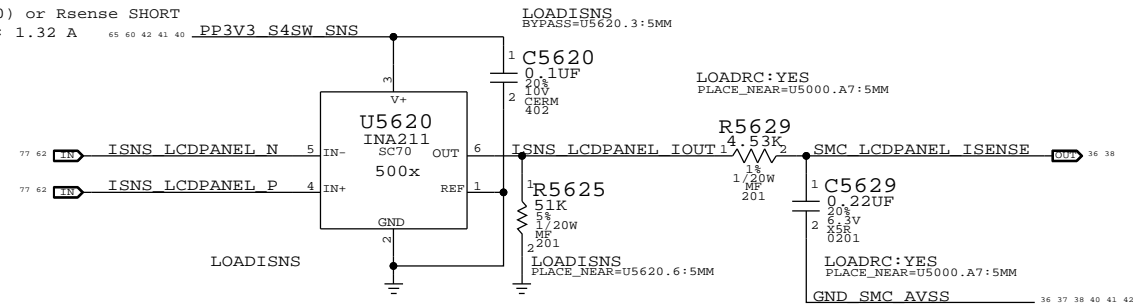 ) or Rsense SHORT
: 1.32 A
65 60 42 41 40 PP3V3_S4SW_SNS
LOADISNS
BYPASS=U5620.3:5MM
1 C5620
0.1UF
20%
10V
2 CERM
402
3
V+
U5620
INA211
SC70
500x
77 62 IN ISNS_LCDPANEL_N 5 IN-
OUT 6 ISNS_LCDPANEL_IOUT
77 62 IN ISNS_LCDPANEL_P 4 IN+
REF 1
GND
2
LOADISNS
1 R5625
51K
5%
1/20W
MF
2 201
LOADISNS
PLACE_NEAR=U5620.6:5MM
LOADRC:YES
PLACE_NEAR=U5000.A7:5MM
R5629
1 4.53K 2
1%
1/20W
MF
201
SMC_LCDPANEL_ISENSE OUT 36 38
1 C5629
0.22UF
20%
2 6.3V
X5R
0201
LOADRC:YES
PLACE_NEAR=U5000.A7:5MM
GND_SMC_AVSS 36 37 38 40 41 42